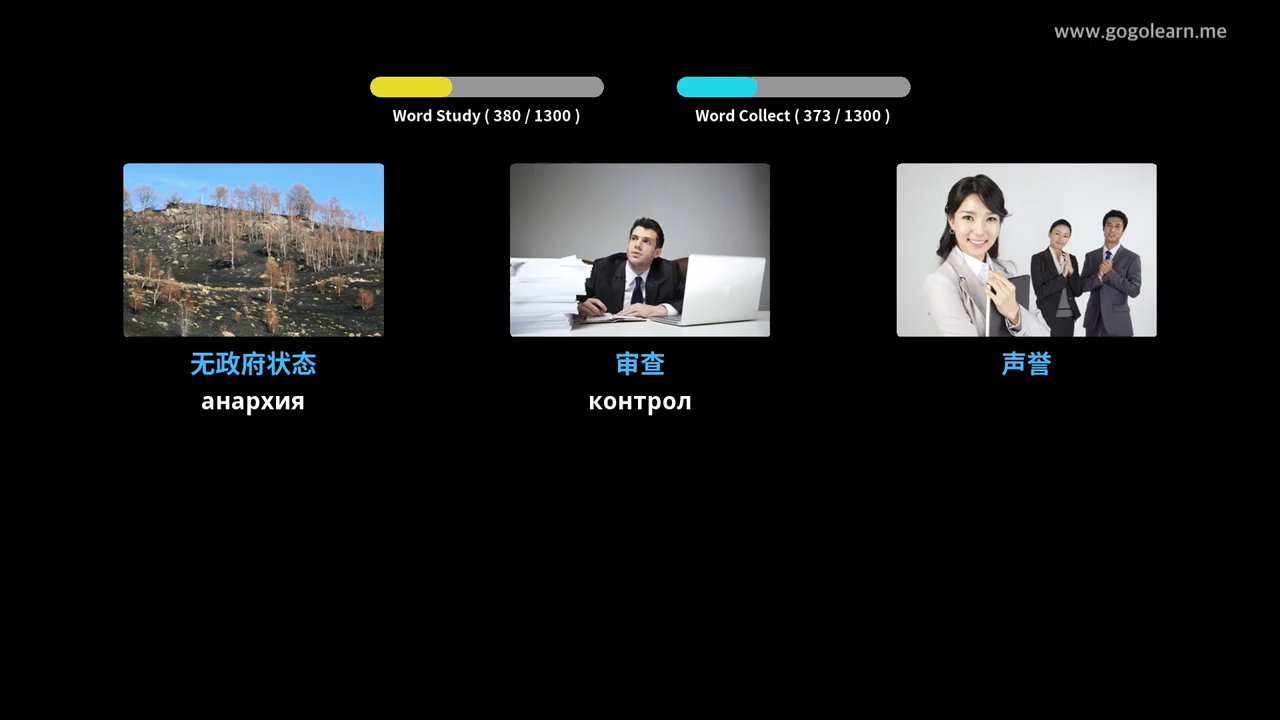 www.gogolearn.me
Word Study ( 380 / 1300 )
Word Collect ( 373 / 1300 )
无政府状态
审查
声誉
анархия
контрол